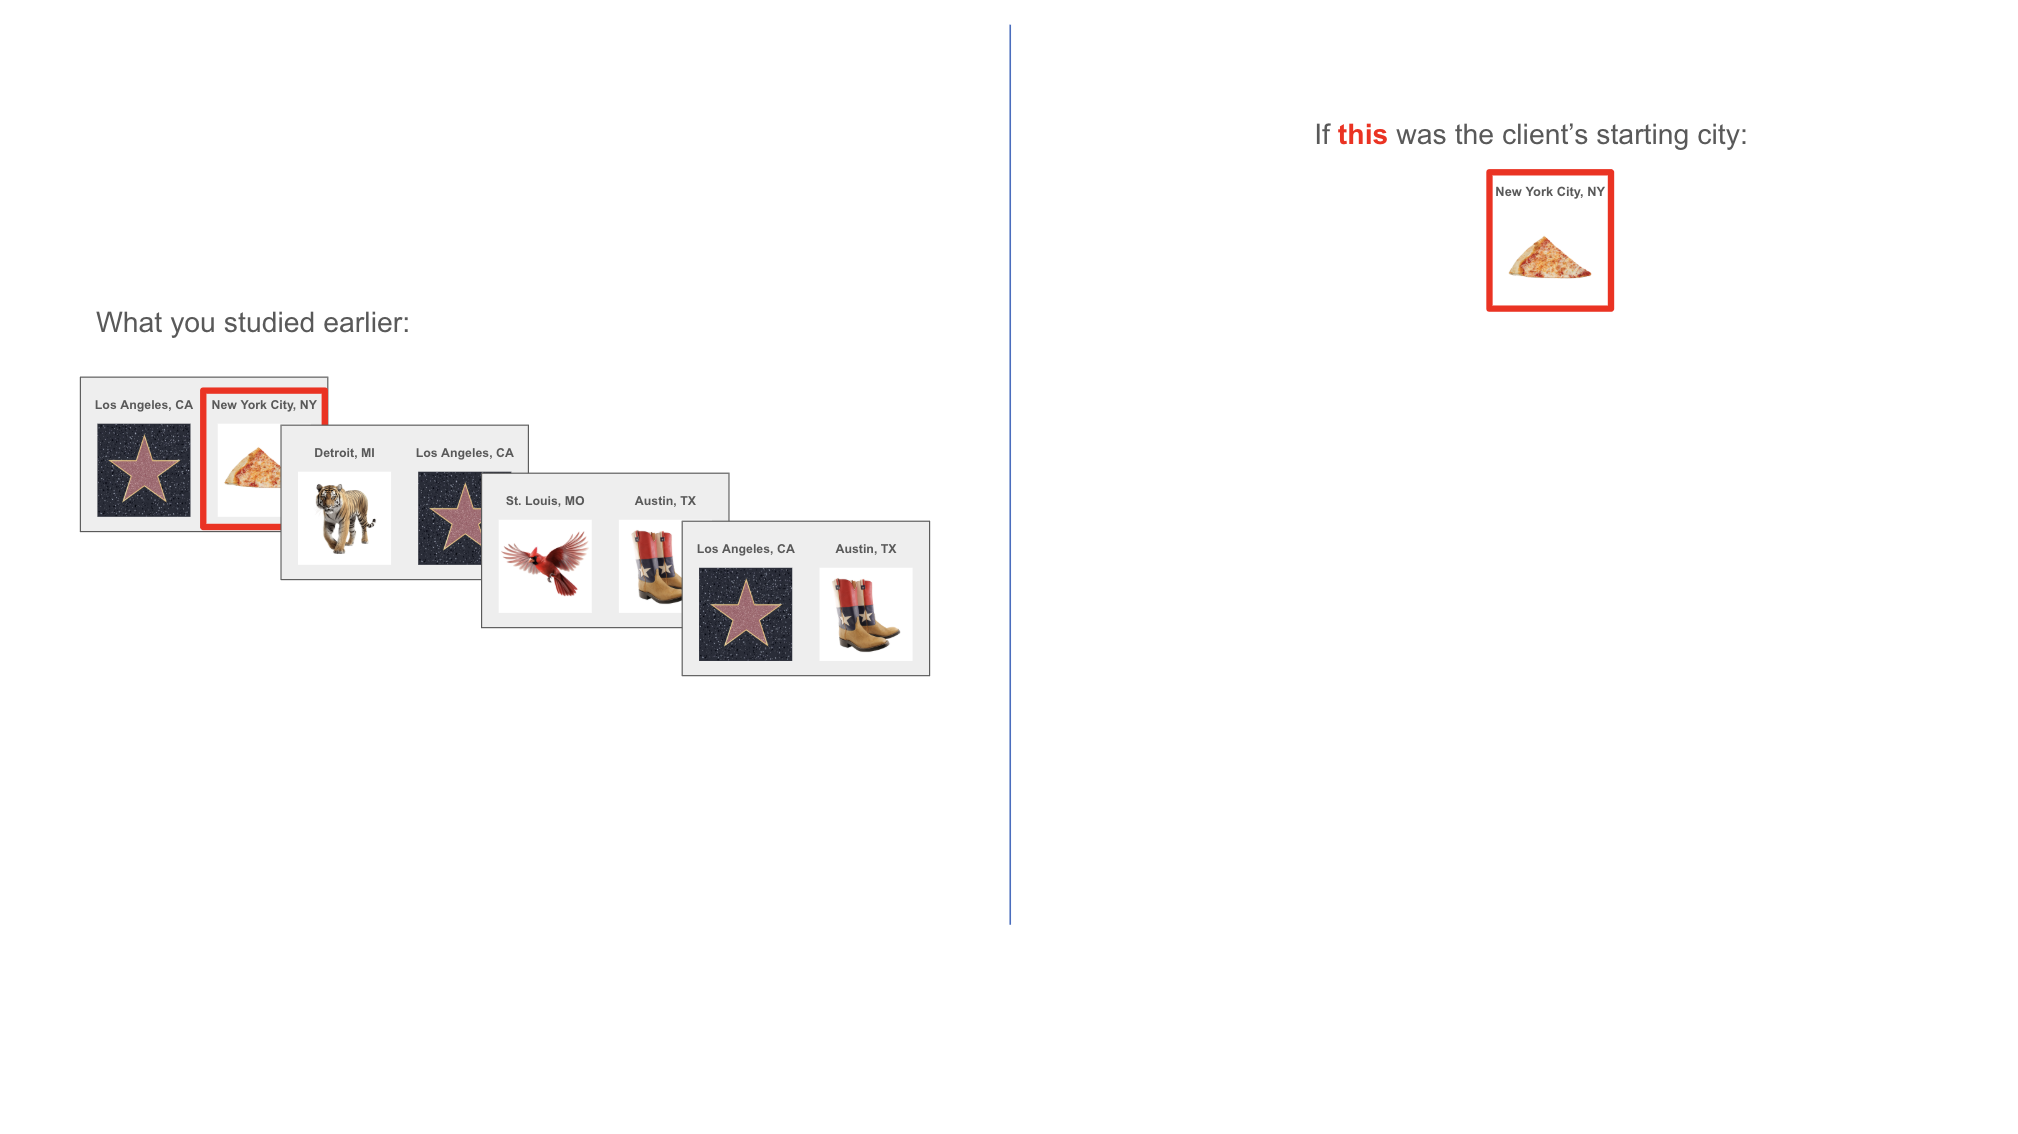 What you studied earlier:
Los Angeles, CA
New York City, NY
Detroit, MI
Los Angeles, CA
St. Louis, MO
Austin, TX
Los Angeles, CA
Austin, TX
If this was the client’s starting city:
New York City, NY